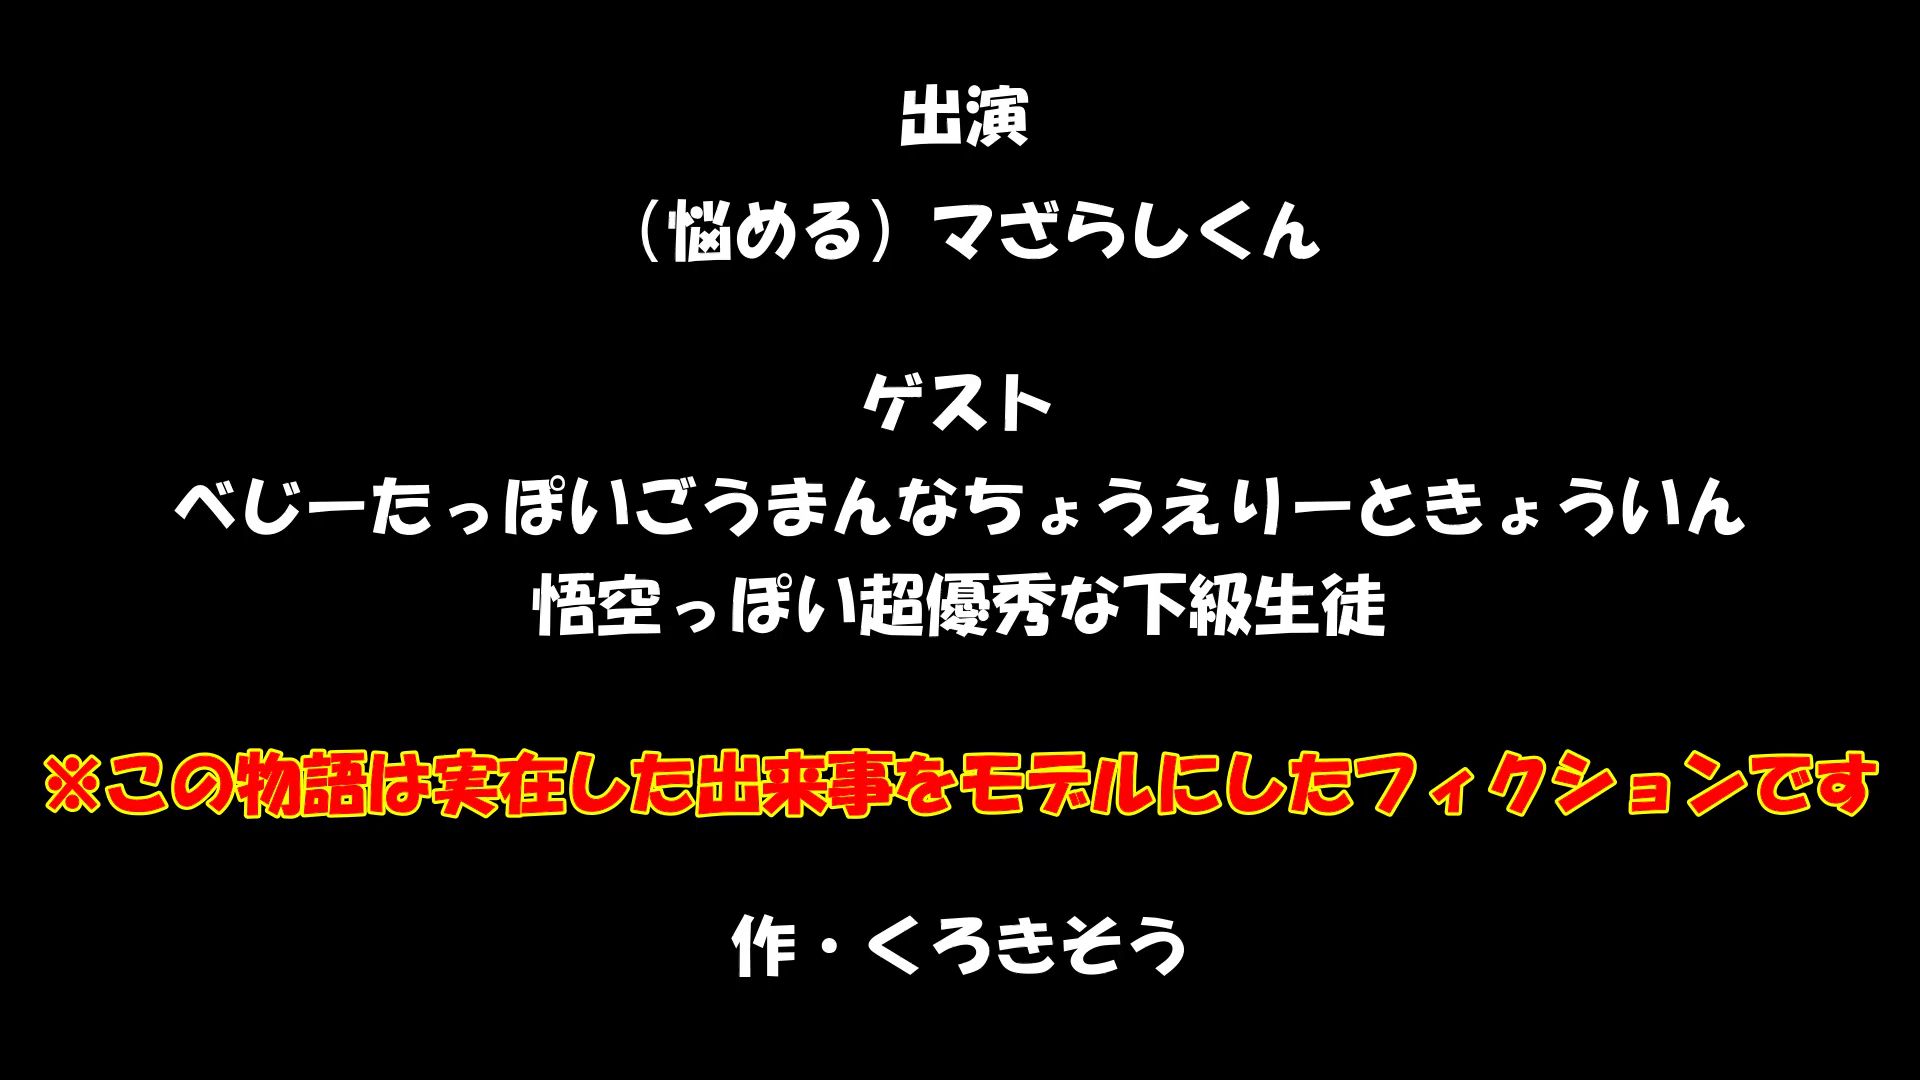 出演
（悩める）マざらしくん
ゲスト
べじーたっぽいごうまんなちょうえりーときょういん
悟空っぽい超優秀な下級生徒
※この物語は実在した出来事をモデルにしたフィクションです
作・くろきそう